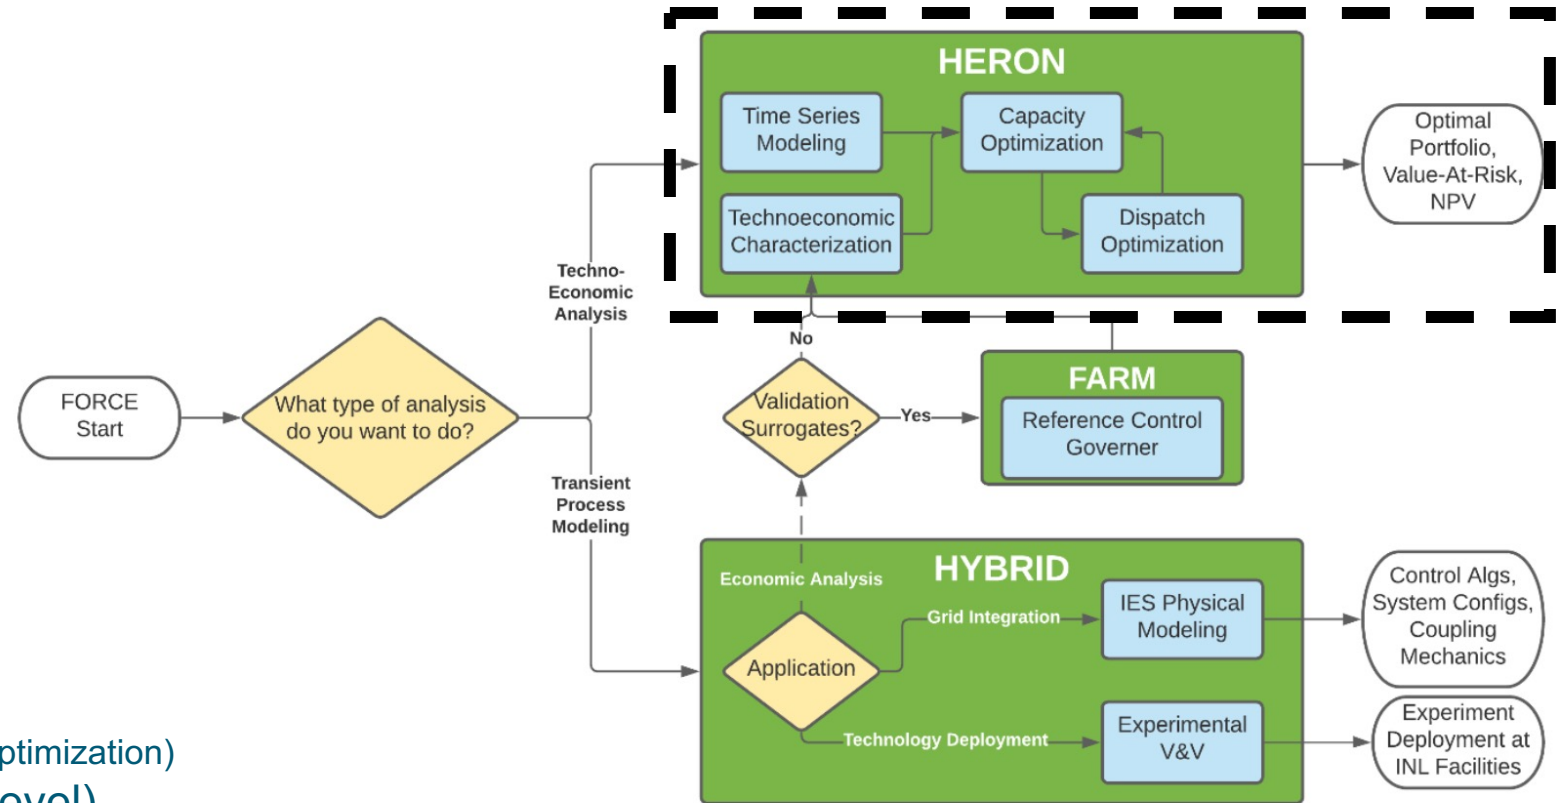 HERON
Time Series
Modeling
Capacity
Optimization
Technoeconomic
Characterization
Dispatch
Optimization
Optimal
Portfolio,
Value-At-Risk,
NPV
Techno-
Economic
Analysis
FORCE
Start
What type of analysis
do you want to do?
No
Validation
Surrogates?
Yes
FARM
Reference Control
Governer
Transient
Process
Modeling
HYBRID
Economic Analysis
Application
Grid Integration
IES Physical
Modeling
Control Algs,
System Configs,
Coupling
Mechanics
Technology Deployment
Experimental
V&V
Experiment
Deployment at
INL Facilities
ptimization)